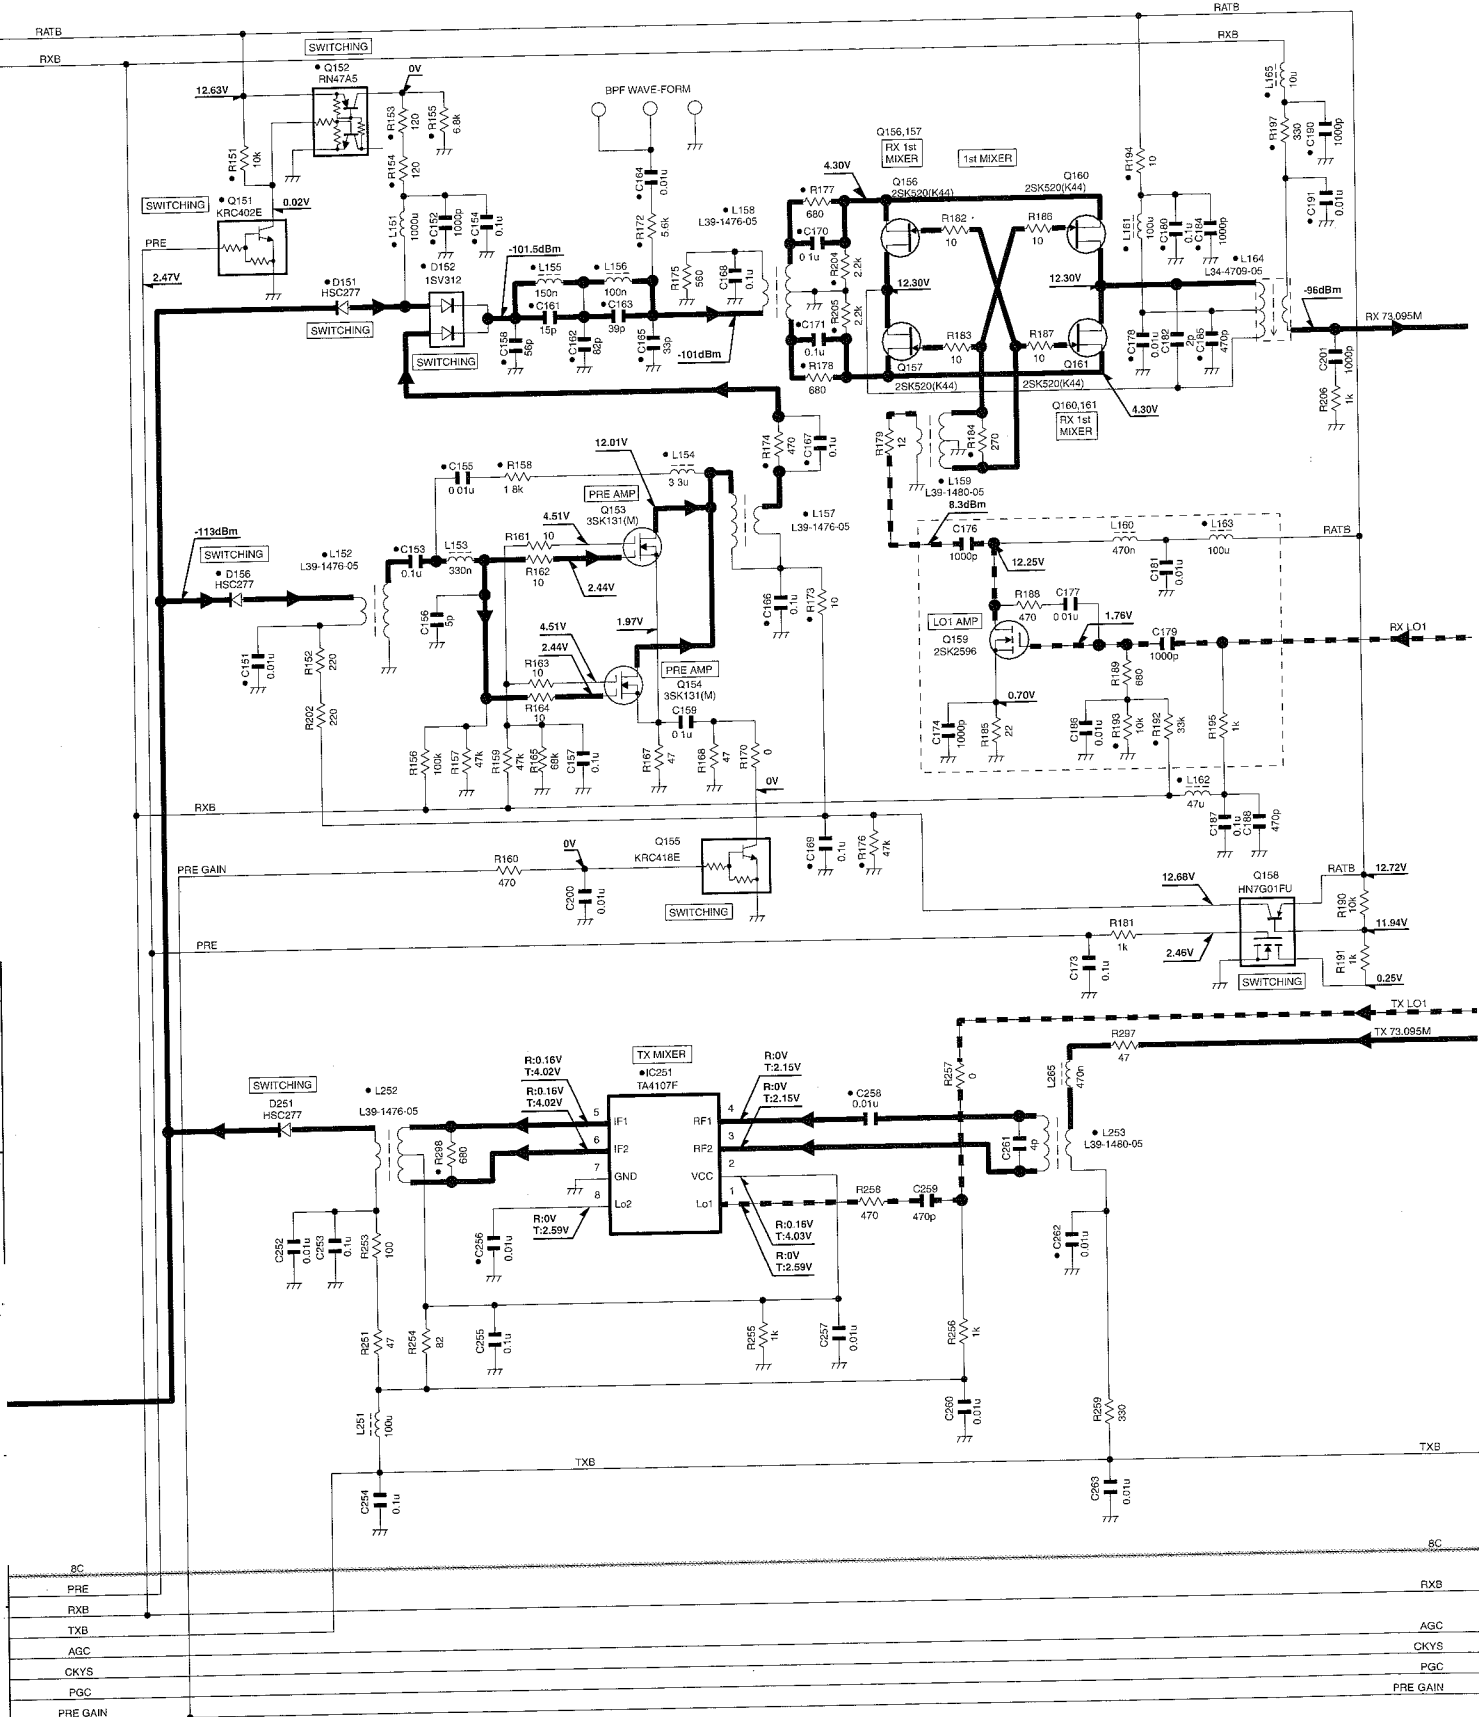 RATB
RATB
RXB
RXB
SWITCHING
Q152
RN47A5
12.63V
0V
R153
120
R155
6.8k
R154
120
R151
10k
SWITCHING
Q151
KRC402E
0.02V
PRE
2.47V
L151
1000u
C152
1000p
C154
0.1u
D151
HSC277
SWITCHING
D152
1SV312
SWITCHING
-101.5dBm
L155
150n
L156
100n
C161
15p
C163
39p
C158
56p
C162
82p
C165
33p
BPF WAVE-FORM
C164
0.01u
R172
5.6k
L158
L39-1476-05
R175
560
C168
0.1u
-101dBm
R177
680
C170
0.1u
R204
2.2k
R205
2.2k
C171
0.1u
R178
680
4.30V
Q156,157
RX 1st
MIXER
1st MIXER
Q156
2SK520(K44)
Q160
2SK520(K44)
R182
10
R186
10
12.30V
12.30V
R183
10
R187
10
Q157
2SK520(K44)
Q161
2SK520(K44)
4.30V
Q160,161
RX 1st
MIXER
R194
10
L161
100u
C180
0.1u
C184
1000p
L165
10u
R197
330
C190
1000p
C191
0.01u
L164
L34-4709-05
-96dBm
RX 73.095M
C178
0.01u
C182
2p
C185
470p
C201
1000p
R206
1k
R179
12
R184
270
L159
L39-1480-05
8.3dBm
R174
470
C167
0.1u
L157
L39-1476-05
12.01V
L154
3.3u
C155
0.01u
R158
1.8k
PRE AMP
Q153
3SK131(M)
-113dBm
SWITCHING
D156
HSC277
L152
L39-1476-05
C153
0.1u
L153
330n
R161
10
4.51V
R162
10
2.44V
C156
5p
4.51V
2.44V
1.97V
R163
10
R164
10
PRE AMP
Q154
3SK131(M)
C159
0.1u
C151
0.01u
R152
220
R202
220
R156
100k
R157
47k
R159
47k
R165
68k
C157
0.1u
R167
47
R168
47
R170
0
0V
C166
0.1u
R173
10
C176
1000p
12.25V
L160
470n
L163
100u
RATB
C181
0.01u
R188
470
C177
0.01u
LO1 AMP
Q159
2SK2596
1.76V
C179
1000p
RX LO1
R189
680
0.70V
C174
1000p
R185
22
C186
0.01u
R193
10k
R192
33k
R195
1k
L162
47u
C187
0.1u
C188
470p
RXB
PRE GAIN
R160
470
0V
C200
0.01u
Q155
KRC418E
SWITCHING
C169
0.1u
R176
47k
12.68V
Q158
HN7G01FU
RATB
12.72V
R190
10k
11.94V
R191
1k
0.25V
R181
1k
2.46V
C173
0.1u
SWITCHING
PRE
TX LO1
TX 73.095M
R297
47
L265
470n
R257
0
TX MIXER
IC251
TA4107F
R:0.16V
T:4.02V
R:0.16V
T:4.02V
R:0V
T:2.15V
R:0V
T:2.15V
C258
0.01u
SWITCHING
D251
HSC277
L252
L39-1476-05
R298
680
5
IF1
RF1
4
6
IF2
RF2
3
7
GND
VCC
2
8
Lo2
Lo1
1
C261
4p
L253
L39-1480-05
R258
470
C259
470p
R:0V
T:2.59V
R:0.16V
T:4.03V
R:0V
T:2.59V
C252
0.01u
C253
0.1u
R253
100
C256
0.01u
C262
0.01u
R251
47
R254
82
C255
0.1u
R255
1k
C257
0.01u
R256
1k
C260
0.01u
R259
330
L251
100u
TXB
TXB
C254
0.1u
C263
0.01u
8C
8C
PRE
RXB
RXB
TXB
AGC
AGC
CKYS
CKYS
PGC
PGC
PRE GAIN
PRE GAIN